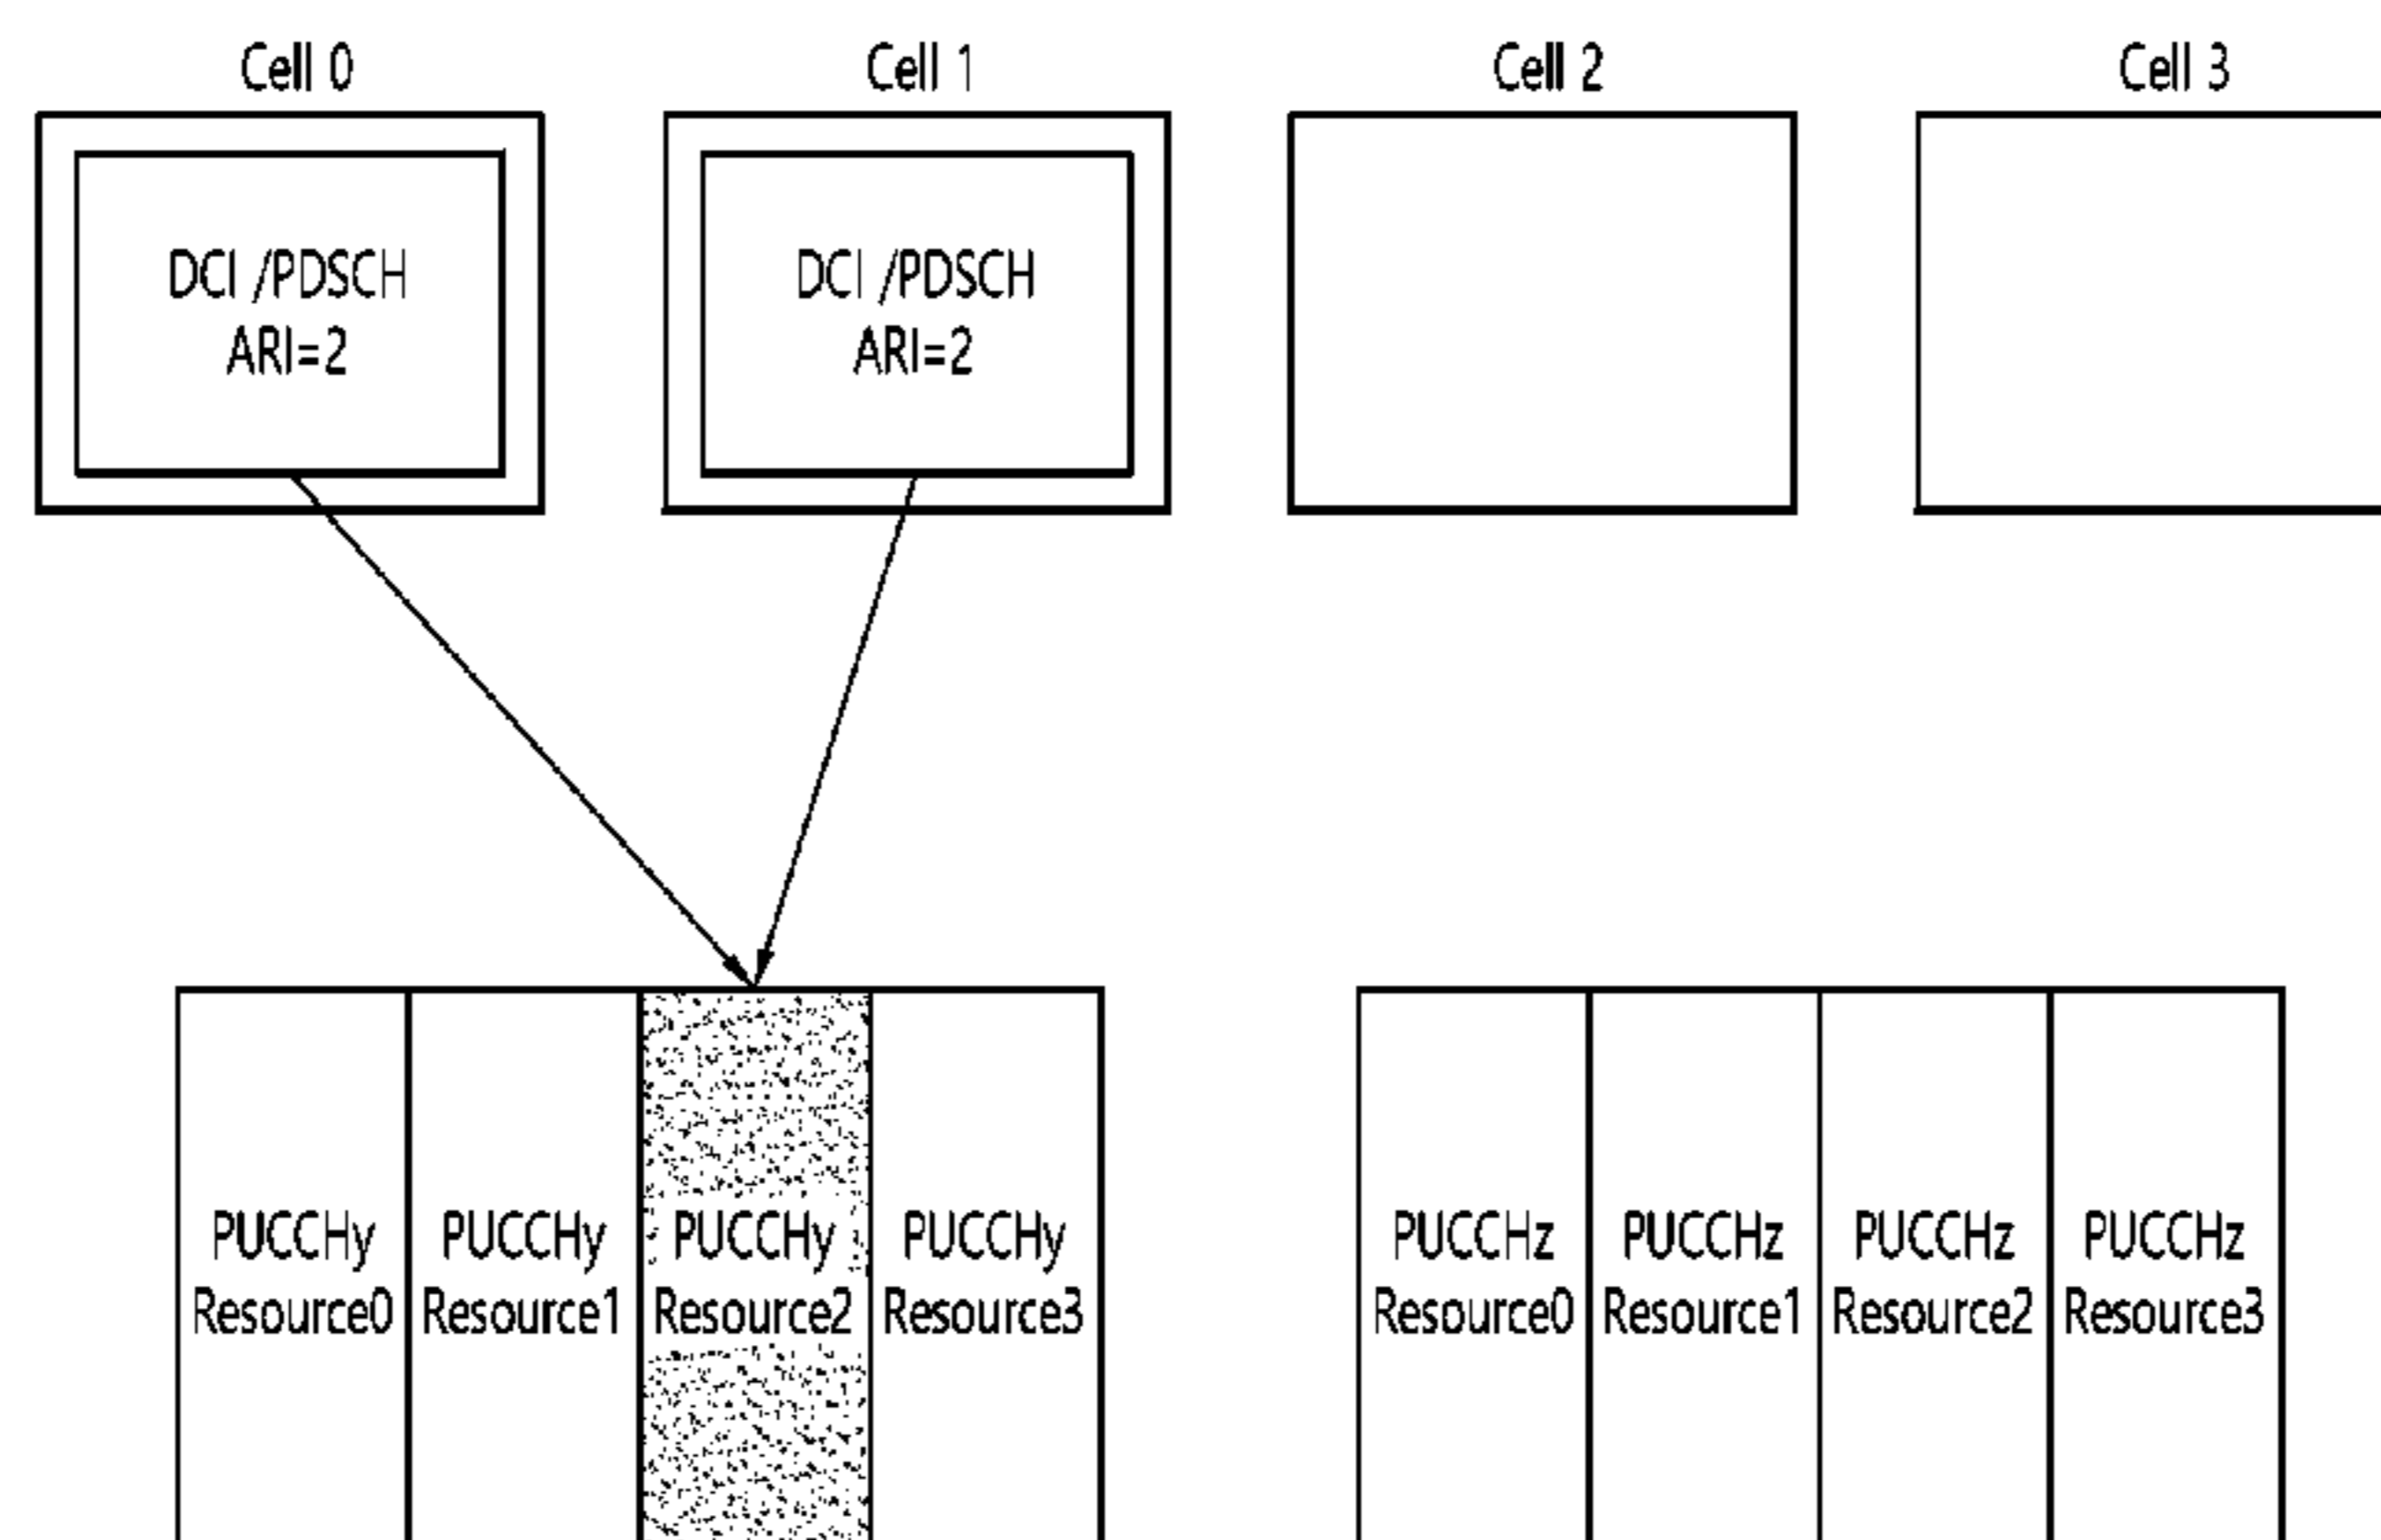 Cell 0
Cell 1
Cell 2
Cell 3
DCI /PDSCH
ARI=2
DCI /PDSCH
ARI=2
PUCCHy
Resource0
PUCCHy
Resource1
PUCCHy
Resource2
PUCCHy
Resource3
PUCCHz
Resource0
PUCCHz
Resource1
PUCCHz
Resource2
PUCCHz
Resource3